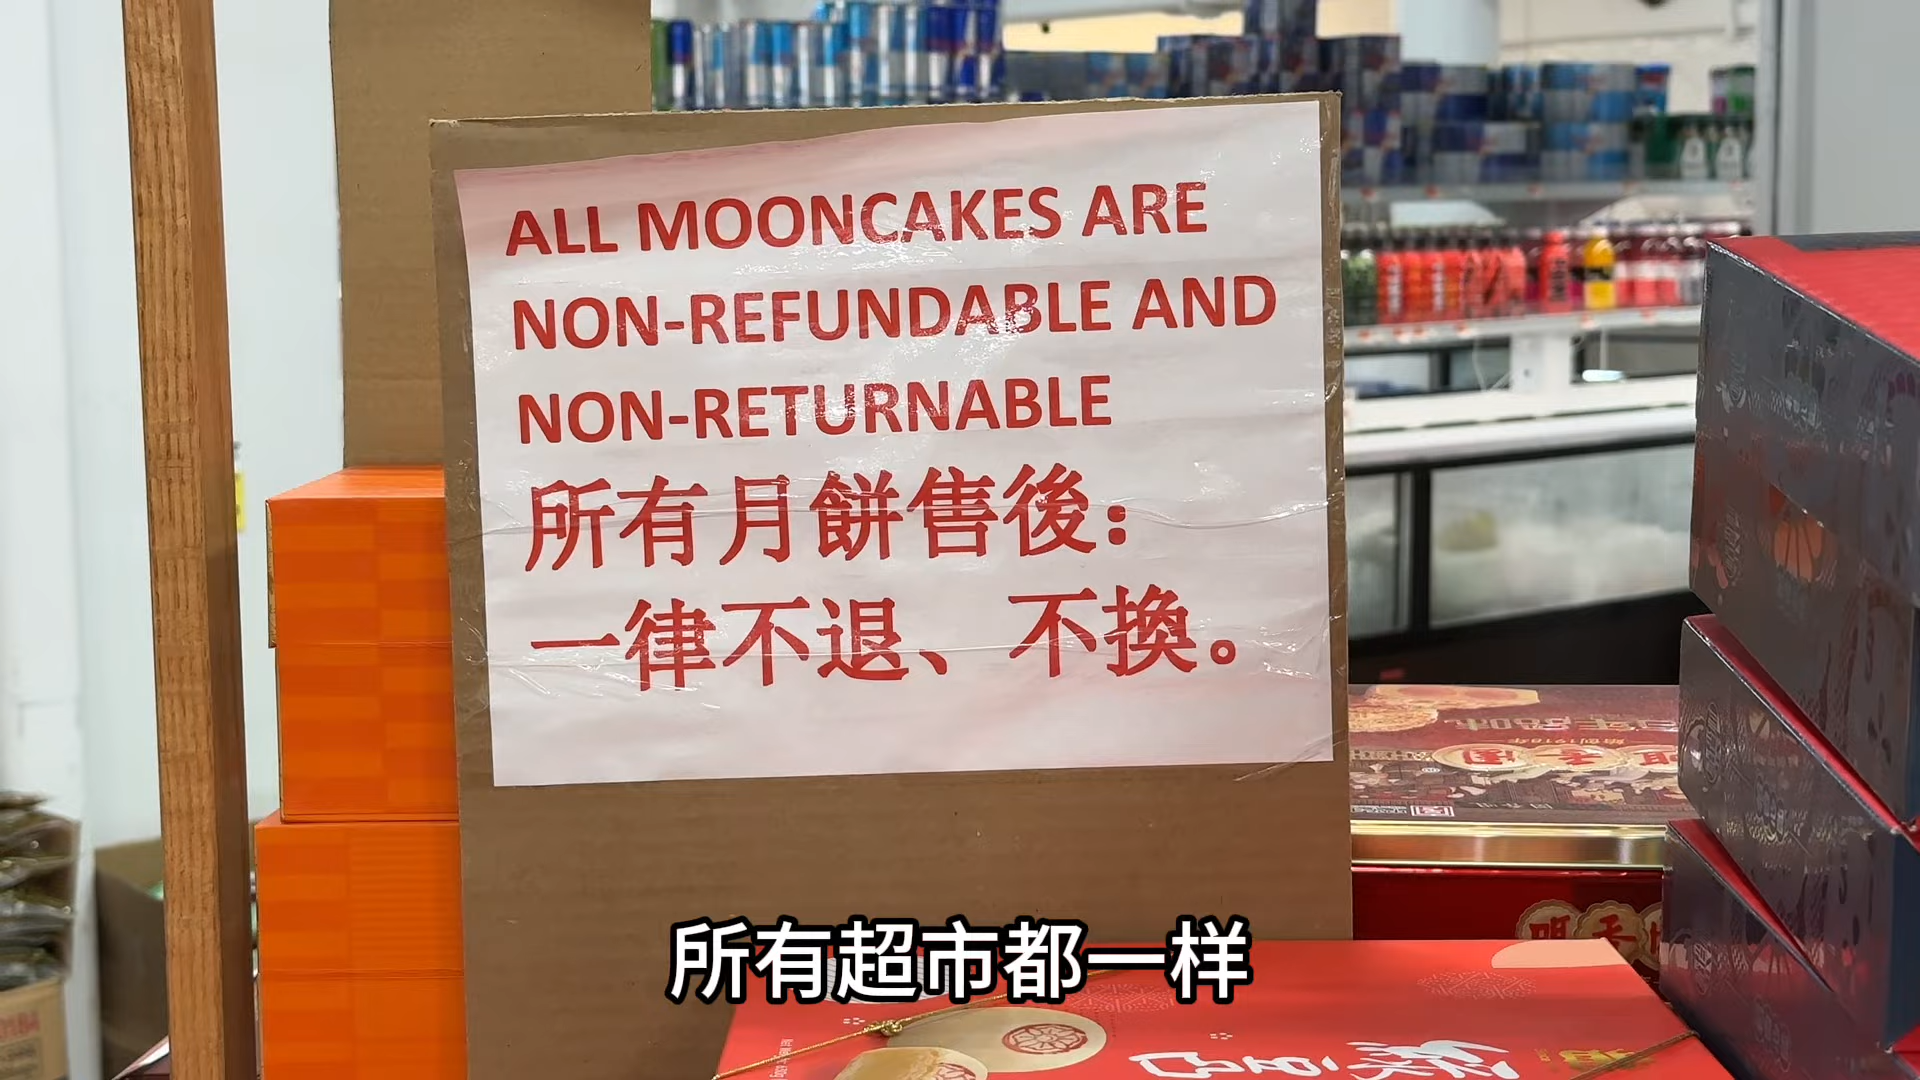 ALL MOONCAKES ARE
NON-REFUNDABLE AND
NON-RETURNABLE
所有月餅售後：
一律不退、不換。
所有超市都一样